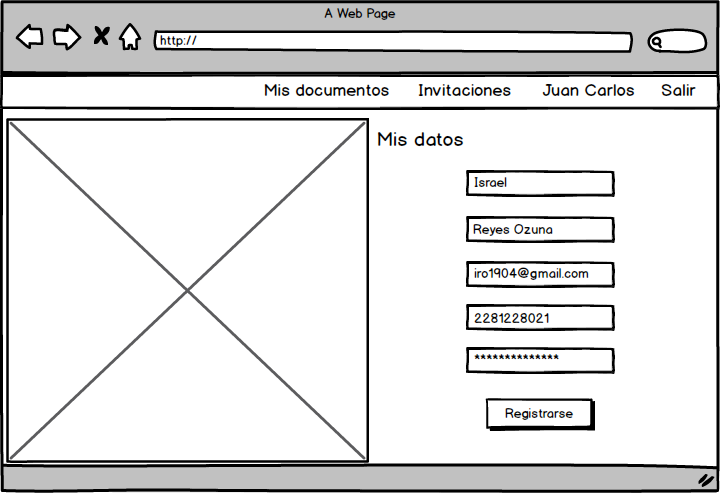 A Web Page
http://
Mis documentos Invitaciones Juan Carlos Salir
Mis datos
Israel
Reyes Ozuna
iro1904@gmail.com
2281228021
**************
Registrarse